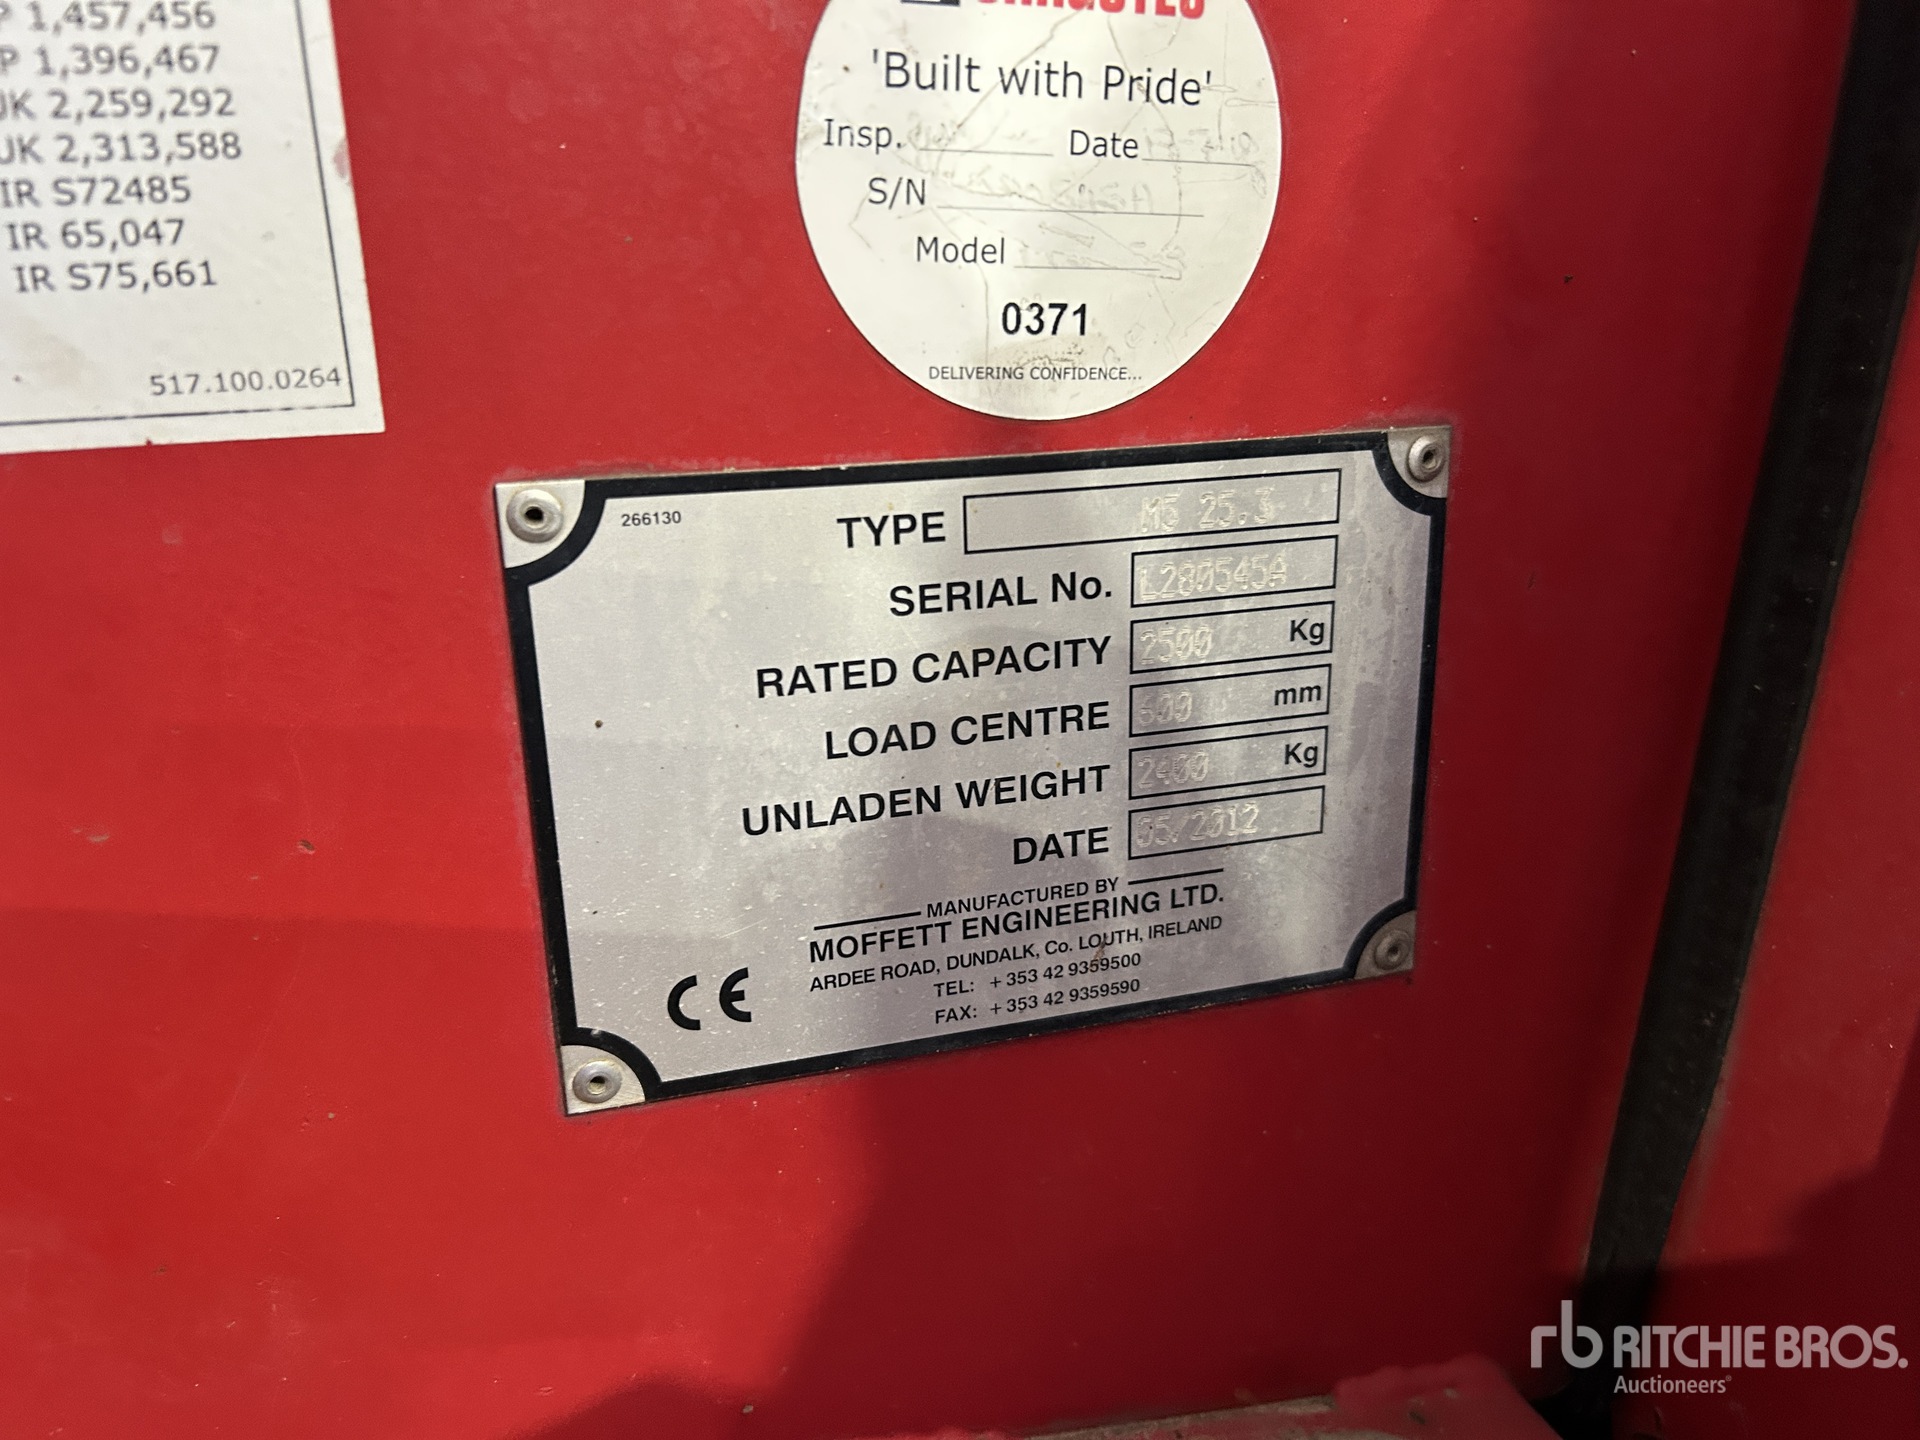 P 1,457,456
P 1,396,467
UK 2,259,292
UK 2,313,588
IR S72485
IR 65,047
IR S75,661
517.100.0264
CARGOTEC
'Built with Pride'
Insp. Date
S/N
Model
0371
DELIVERING CONFIDENCE...
266130
TYPE M5 25.3
SERIAL No. L280545A
RATED CAPACITY 2500 Kg
LOAD CENTRE 600 mm
UNLADEN WEIGHT 2400 Kg
DATE 05/2012
MANUFACTURED BY
MOFFETT ENGINEERING LTD.
ARDEE ROAD, DUNDALK, Co. LOUTH, IRELAND
TEL: +353 42 9359500
FAX: +353 42 9359590
CE
rb RITCHIE BROS.
Auctioneers